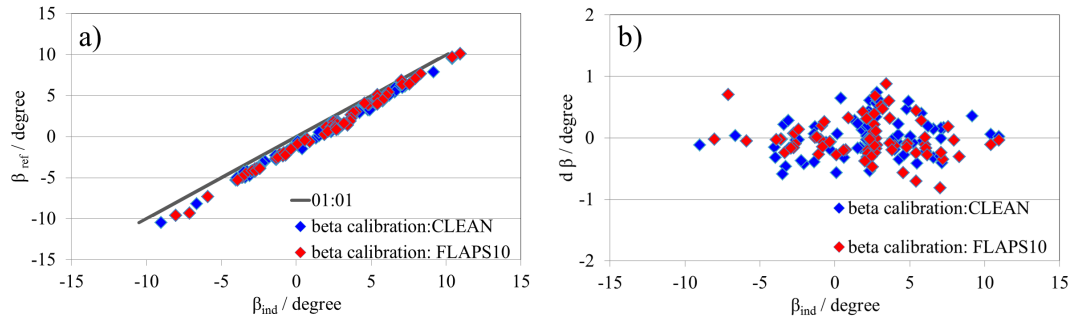 a)
15
10
5
0
-5
-10
-15
β ref / degree
01:01
beta calibration:CLEAN
beta calibration: FLAPS10
-15 -10 -5 0 5 10 15
βind / degree
b)
2
1
0
-1
-2
d β / degree
beta calibration:CLEAN
beta calibration: FLAPS10
-15 -10 -5 0 5 10 15
βind / degree